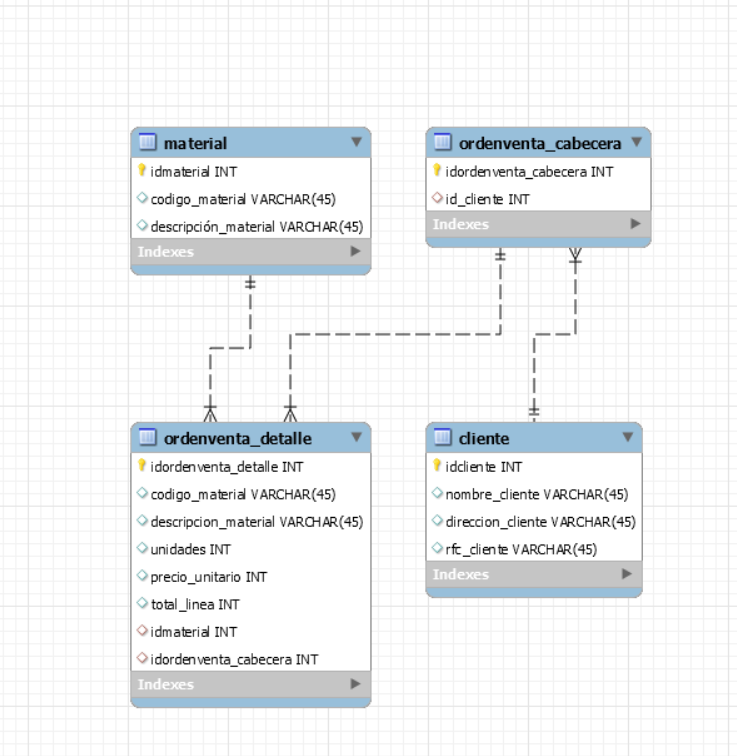 material
idmaterial INT
codigo_material VARCHAR(45)
descripción_material VARCHAR(45)
Indexes
ordenventa_cabecera
idordenventa_cabecera INT
id_cliente INT
Indexes
ordenventa_detalle
idordenventa_detalle INT
codigo_material VARCHAR(45)
descripcion_material VARCHAR(45)
unidades INT
precio_unitario INT
total_linea INT
idmaterial INT
idordenventa_cabecera INT
Indexes
cliente
idcliente INT
nombre_cliente VARCHAR(45)
direccion_cliente VARCHAR(45)
rfc_cliente VARCHAR(45)
Indexes